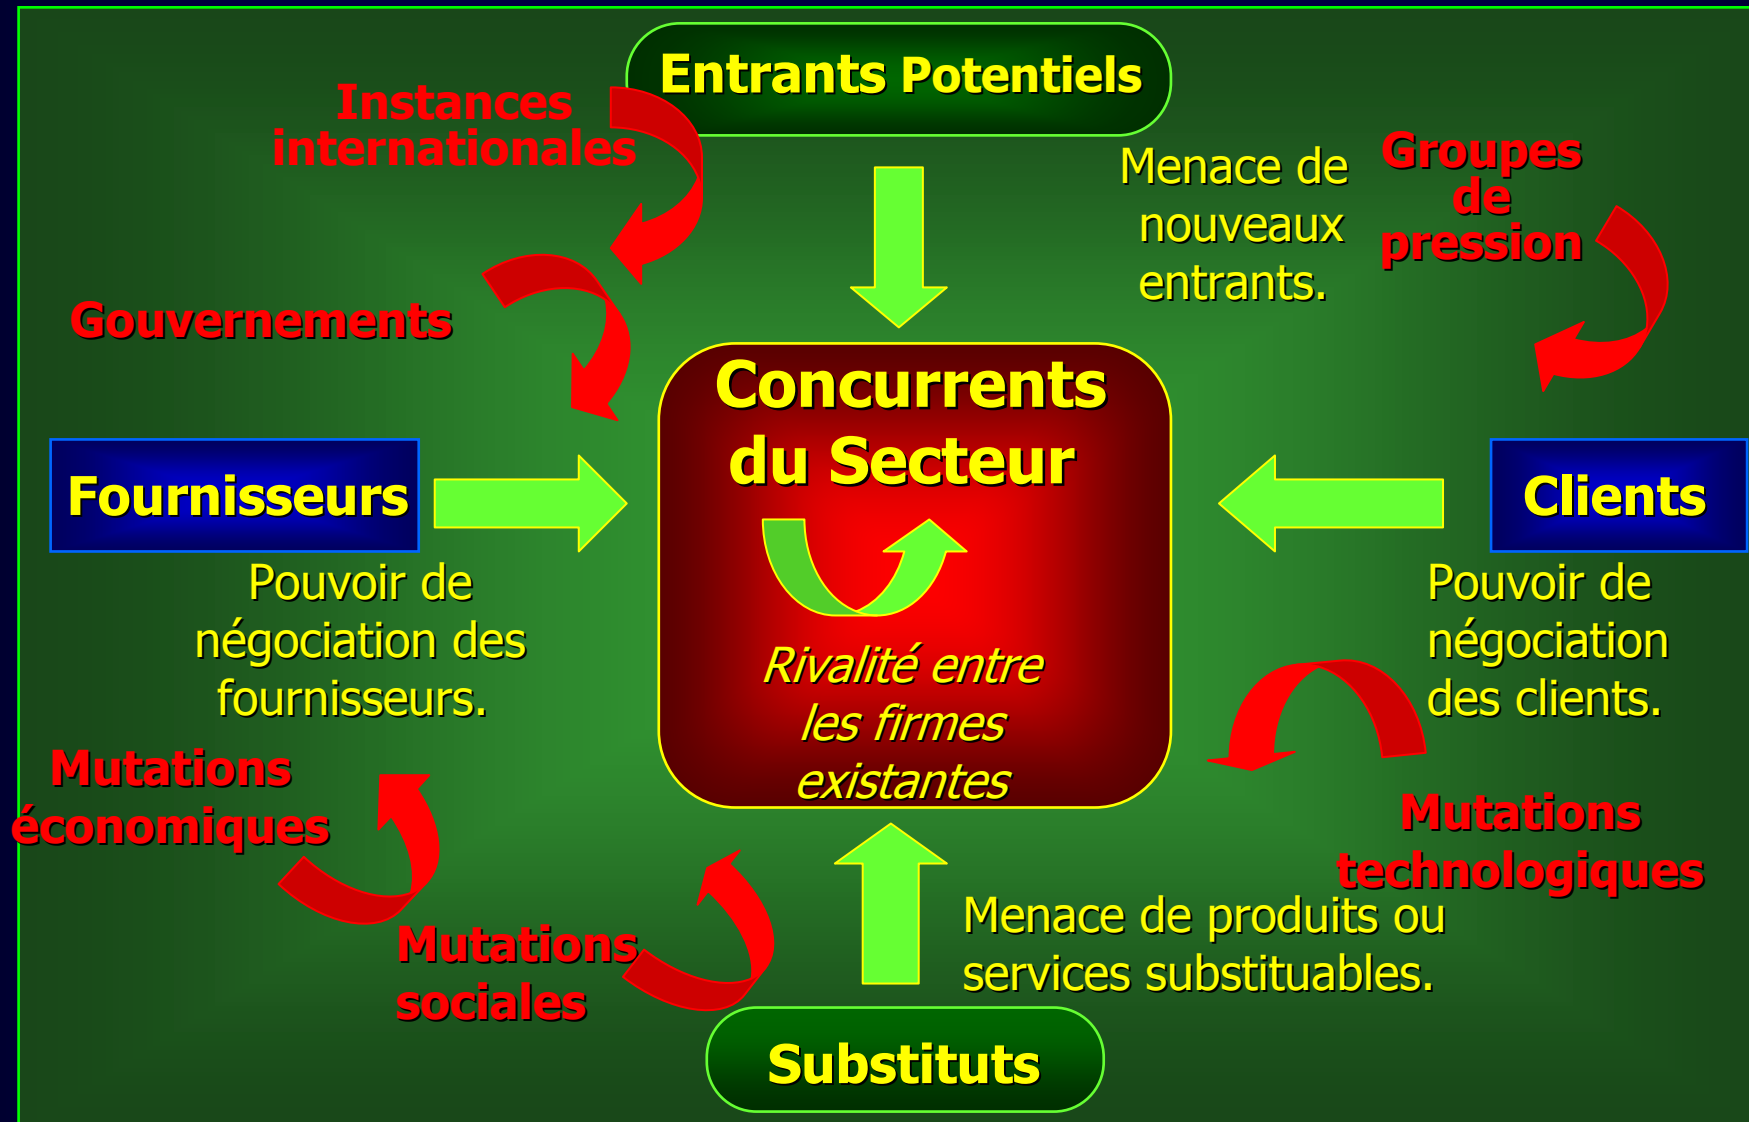 Entrants Potentiels
Instances
internationales
Menace de
nouveaux
entrants.
Groupes
de
pression
Gouvernements
Concurrents
du Secteur
Fournisseurs
Clients
Pouvoir de
négociation des
fournisseurs.
Rivalité entre
les firmes
existantes
Pouvoir de
négociation
des clients.
Mutations
économiques
Mutations
technologiques
Mutations
sociales
Menace de produits ou
services substituables.
Substituts